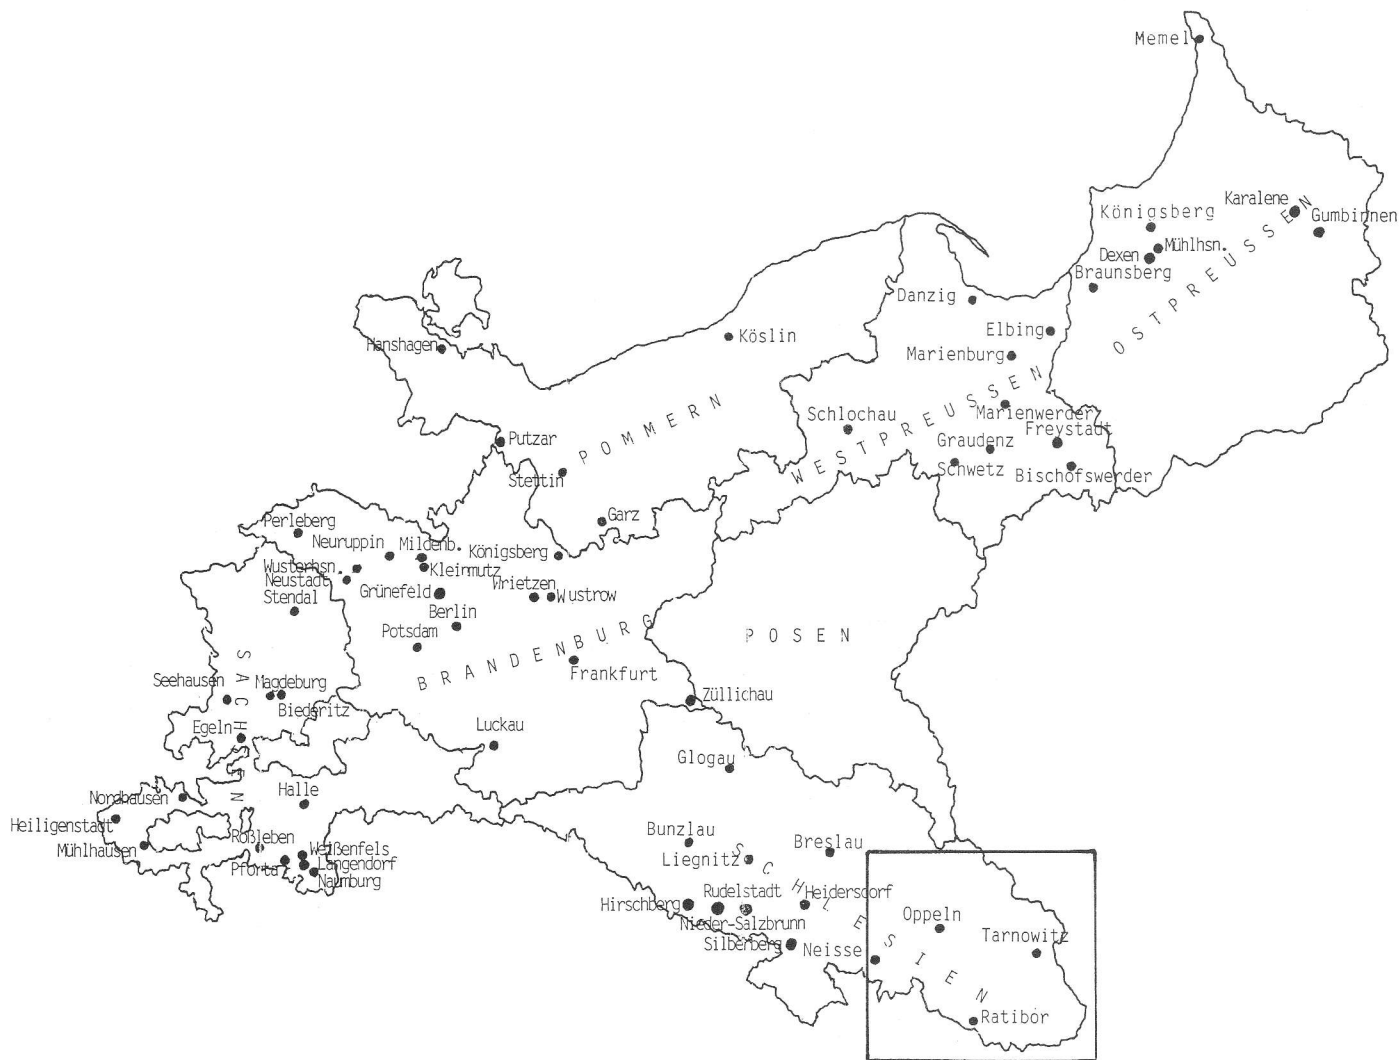 Memel
Karalene
Königsberg
Gumbinnen
Mühlhsn.
Dexen
Braunsberg
OSTPREUSSEN
Danzig
Elbing
Köslin
Hanshagen
Marienburg
WESTPREUSSEN
POMMERN
Schlochau
Marienwerder
Freystadt
Putzar
Graudenz
Stettin
Schwetz
Bischofswerder
Garz
Perleberg
Neuruppin
Mildenb.
Königsberg
Wusterhsn.
Kleinmutz
Neustadt
Grünefeld
Wrietzen
Wustrow
Stendal
Berlin
Potsdam
BRANDENBURG
POSEN
Frankfurt
SACHSEN
Seehausen
Magdeburg
Biederitz
Züllichau
Egeln
Luckau
Glogau
Nordhausen
Halle
Heiligenstadt
Mühlhausen
Roßleben
Weißenfels
Pforta
Langendorf
Naumburg
Bunzlau
Liegnitz
Breslau
SCHLESIEN
Rudelstadt
Heidersdorf
Hirschberg
Nieder-Salzbrunn
Silberberg
Neisse
Oppeln
Tarnowitz
Ratibor